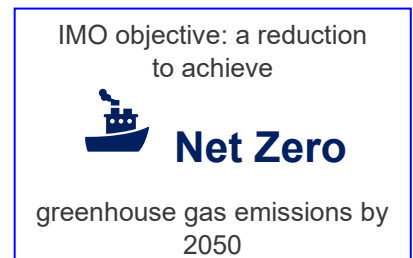 IMO objective: a reduction
to achieve
Net Zero
greenhouse gas emissions by
2050